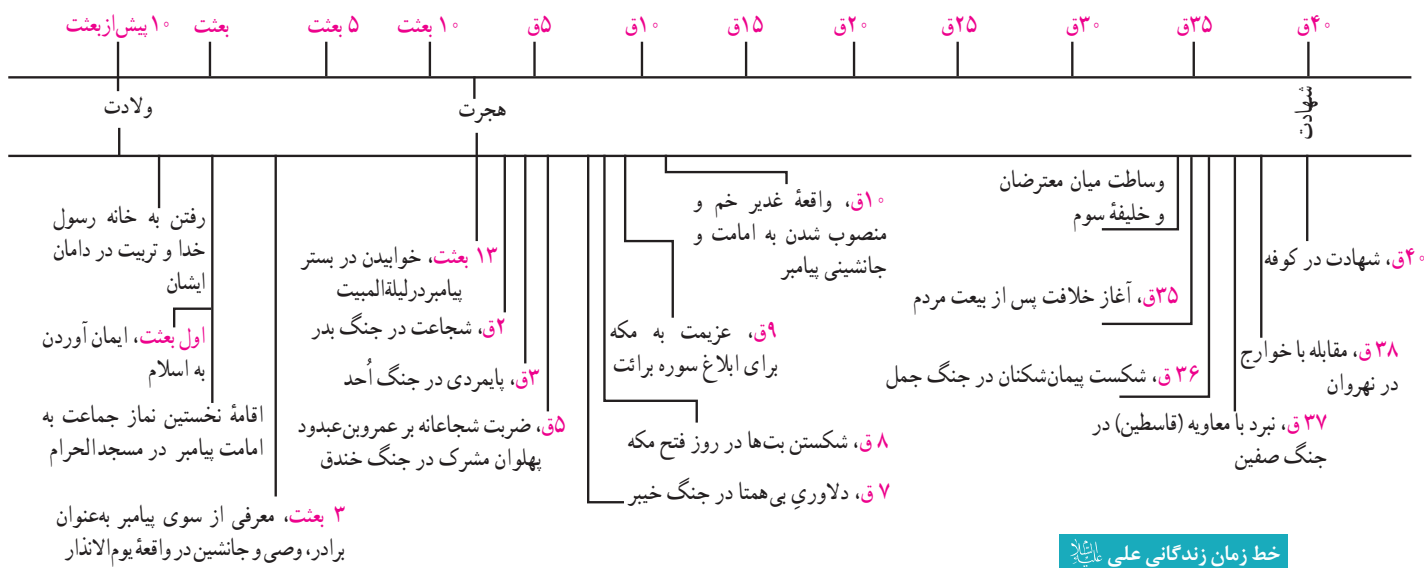 ۴۰ق ۳۵ق ۳۰ق ۲۵ق ۲۰ق ۱۵ق ۱۰ق ۵ق ۱۰ بعثت ۵ بعثت بعثت ۱۰ پیش‌از‌بعثت
شهادت
هجرت
ولادت
رفتن به خانه رسول
خدا و تربیت در دامان
ایشان
اول بعثت، ایمان آوردن
به اسلام
اقامهٔ نخستین نماز جماعت به
امامت پیامبر در مسجدالحرام
۳ بعثت، معرفی از سوی پیامبر به‌عنوان
برادر، وصی و جانشین در واقعهٔ یوم‌الانذار
۱۳ بعثت، خوابیدن در بستر
پیامبر در لیلةالمبیت
۲ق، شجاعت در جنگ بدر
۳ق، پایمردی در جنگ اُحد
۵ق، ضربت شجاعانه بر عمروبن‌عبدود
پهلوان مشرک در جنگ خندق
۷ ق، دلاوریِ بی‌همتا در جنگ خیبر
۸ ق، شکستن بت‌ها در روز فتح مکه
۹ق، عزیمت به مکه
برای ابلاغ سوره برائت
۱۰ق، واقعهٔ غدیر خم و
منصوب شدن به امامت و
جانشینی پیامبر
وساطت میان معترضان
و خلیفهٔ سوم
۳۵ق، آغاز خلافت پس از بیعت مردم
۳۶ ق، شکست پیمان‌شکنان در جنگ جمل
۳۷ ق، نبرد با معاویه (قاسطین) در
جنگ صفین
۳۸ ق، مقابله با خوارج
در نهروان
۴۰ق، شهادت در کوفه
خط زمان زندگانی علی علیه‌السلام